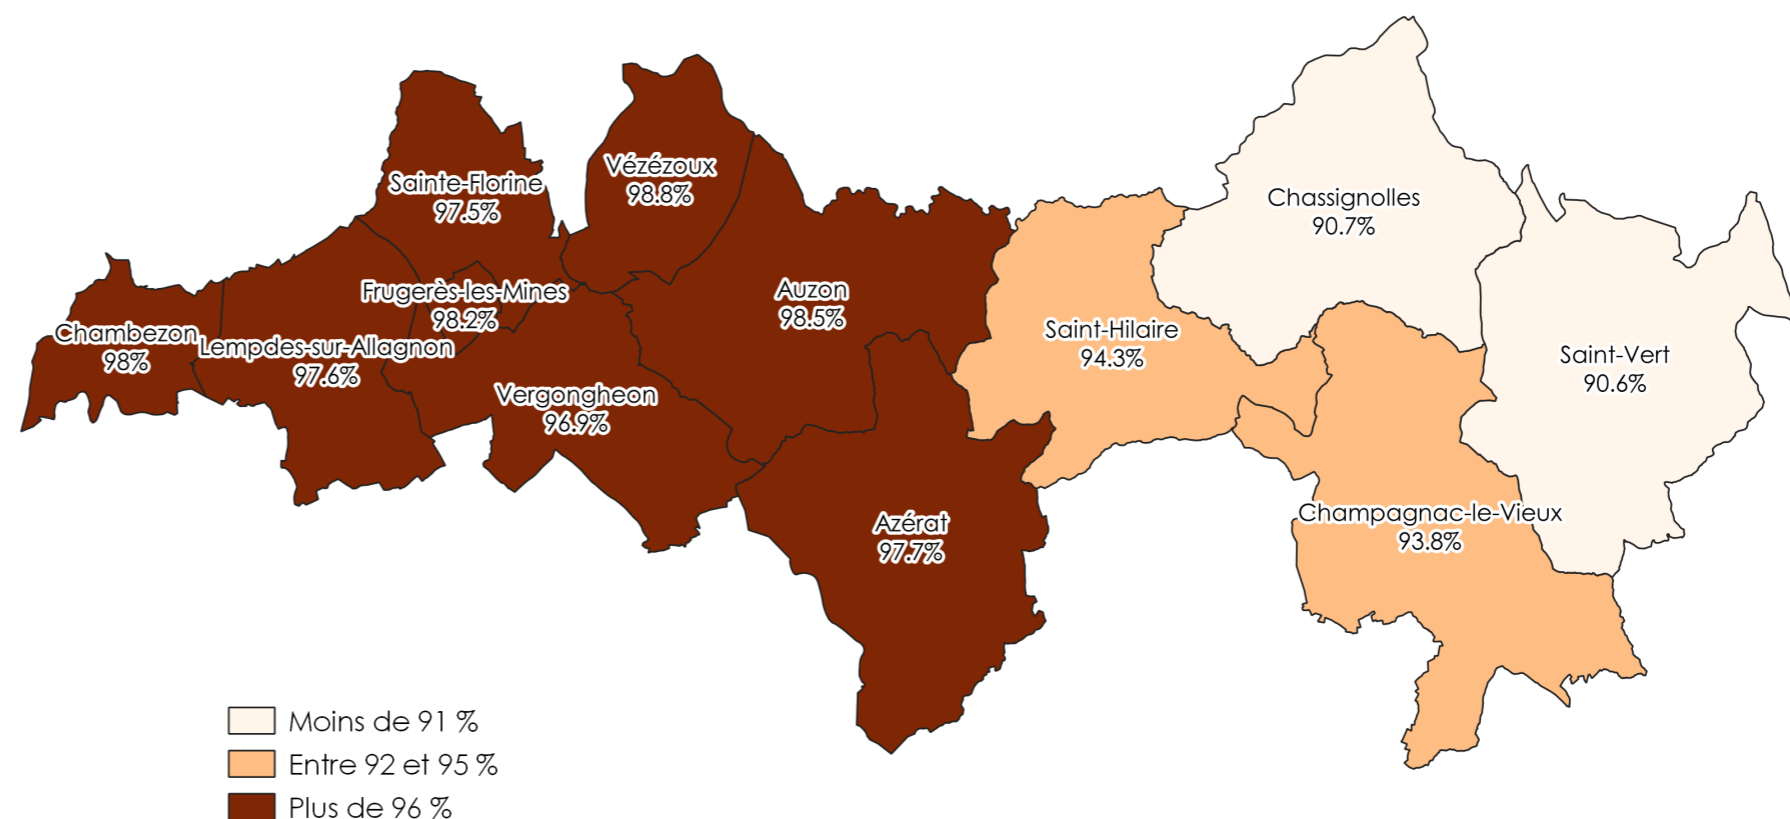 Sainte-Florine
97.5%
Vézézoux
98.8%
Chassignolles
90.7%
Frugerès-les-Mines
98.2%
Auzon
98.5%
Chambezon
98%
Lempdes-sur-Allagnon
97.6%
Saint-Hilaire
94.3%
Saint-Vert
90.6%
Vergongheon
96.9%
Azérat
97.7%
Champagnac-le-Vieux
93.8%
Moins de 91 %
Entre 92 et 95 %
Plus de 96 %